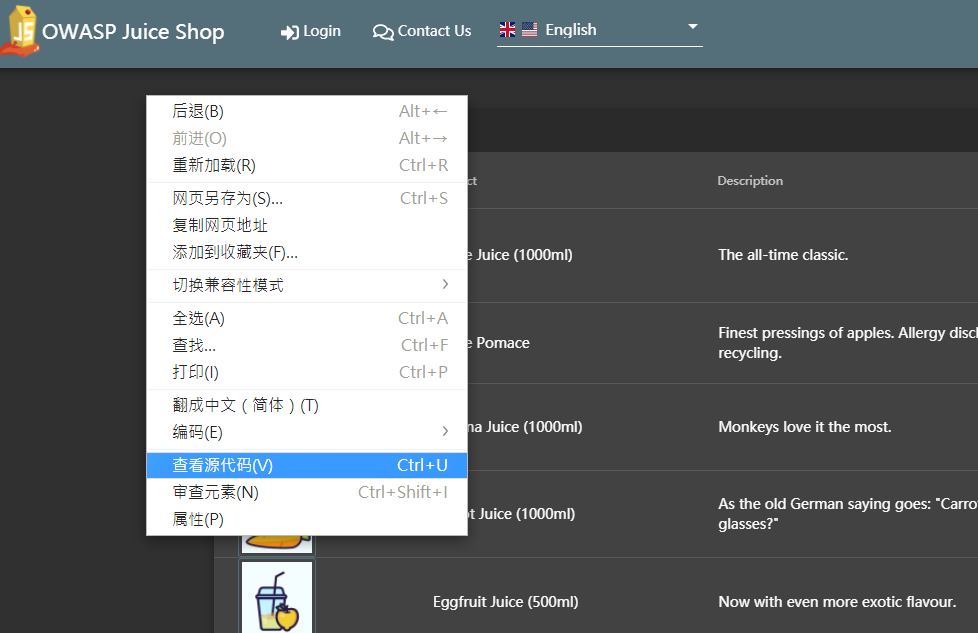 JS
OWASP Juice Shop
Login
Contact Us
English
后退(B) Alt+←
前进(O) Alt+→
重新加载(R) Ctrl+R
网页另存为(S)... Ctrl+S
复制网页地址
添加到收藏夹(F)...
切换兼容性模式
全选(A) Ctrl+A
查找... Ctrl+F
打印(I) Ctrl+P
翻成中文（简体）(T)
编码(E)
查看源代码(V) Ctrl+U
审查元素(N) Ctrl+Shift+I
属性(P)
ct Description
e Juice (1000ml) The all-time classic.
e Pomace Finest pressings of apples. Allergy discl
recycling.
na Juice (1000ml) Monkeys love it the most.
ot Juice (1000ml) As the old German saying goes: "Carro
glasses?"
Eggfruit Juice (500ml) Now with even more exotic flavour.